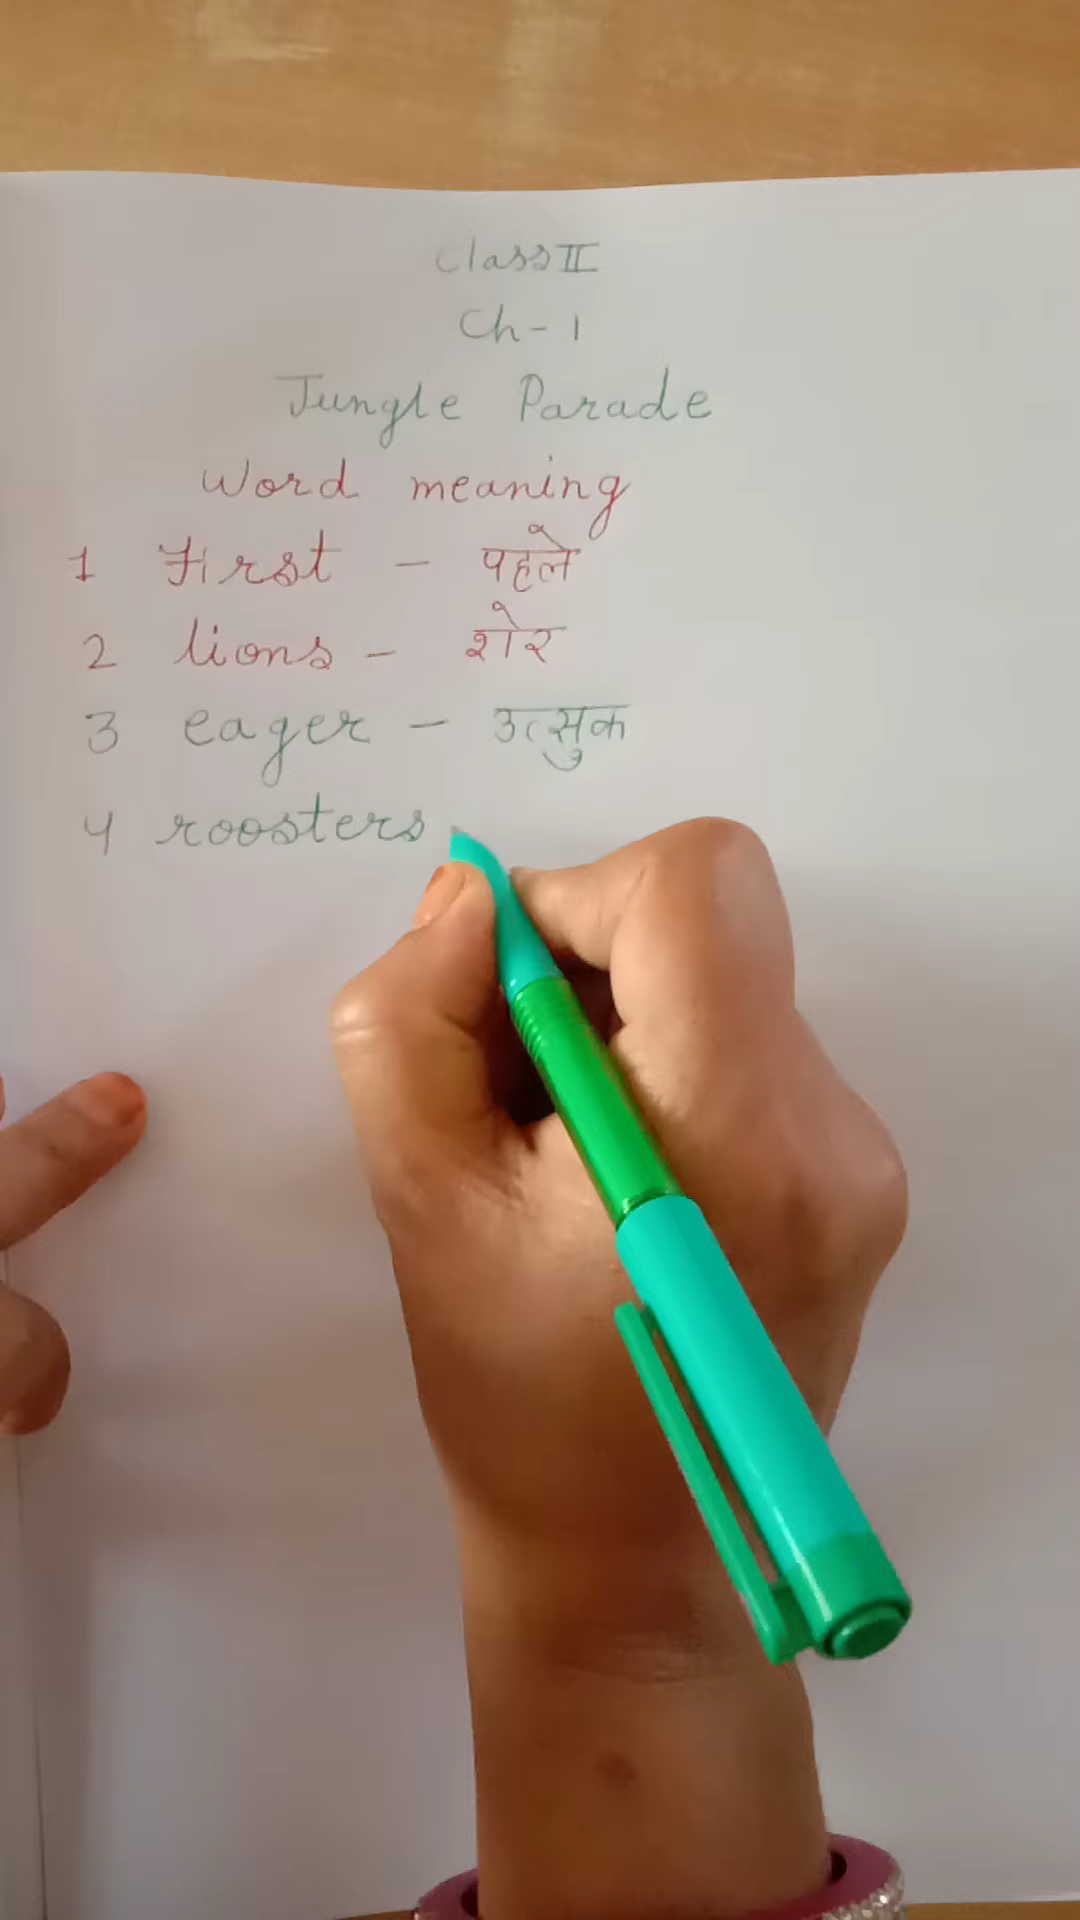 Class II
Ch-1
Jungle Parade
Word meaning
1 First - पहले
2 lions - शेर
3 eager - उत्सुक
4 roosters